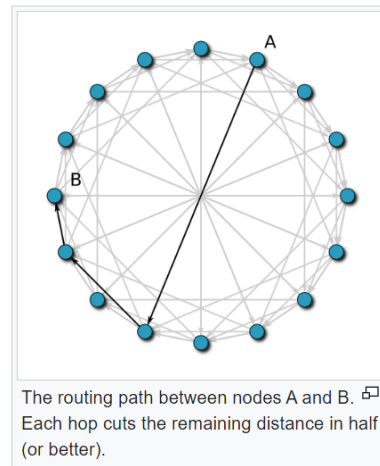 A
B
The routing path between nodes A and B.
Each hop cuts the remaining distance in half
(or better).